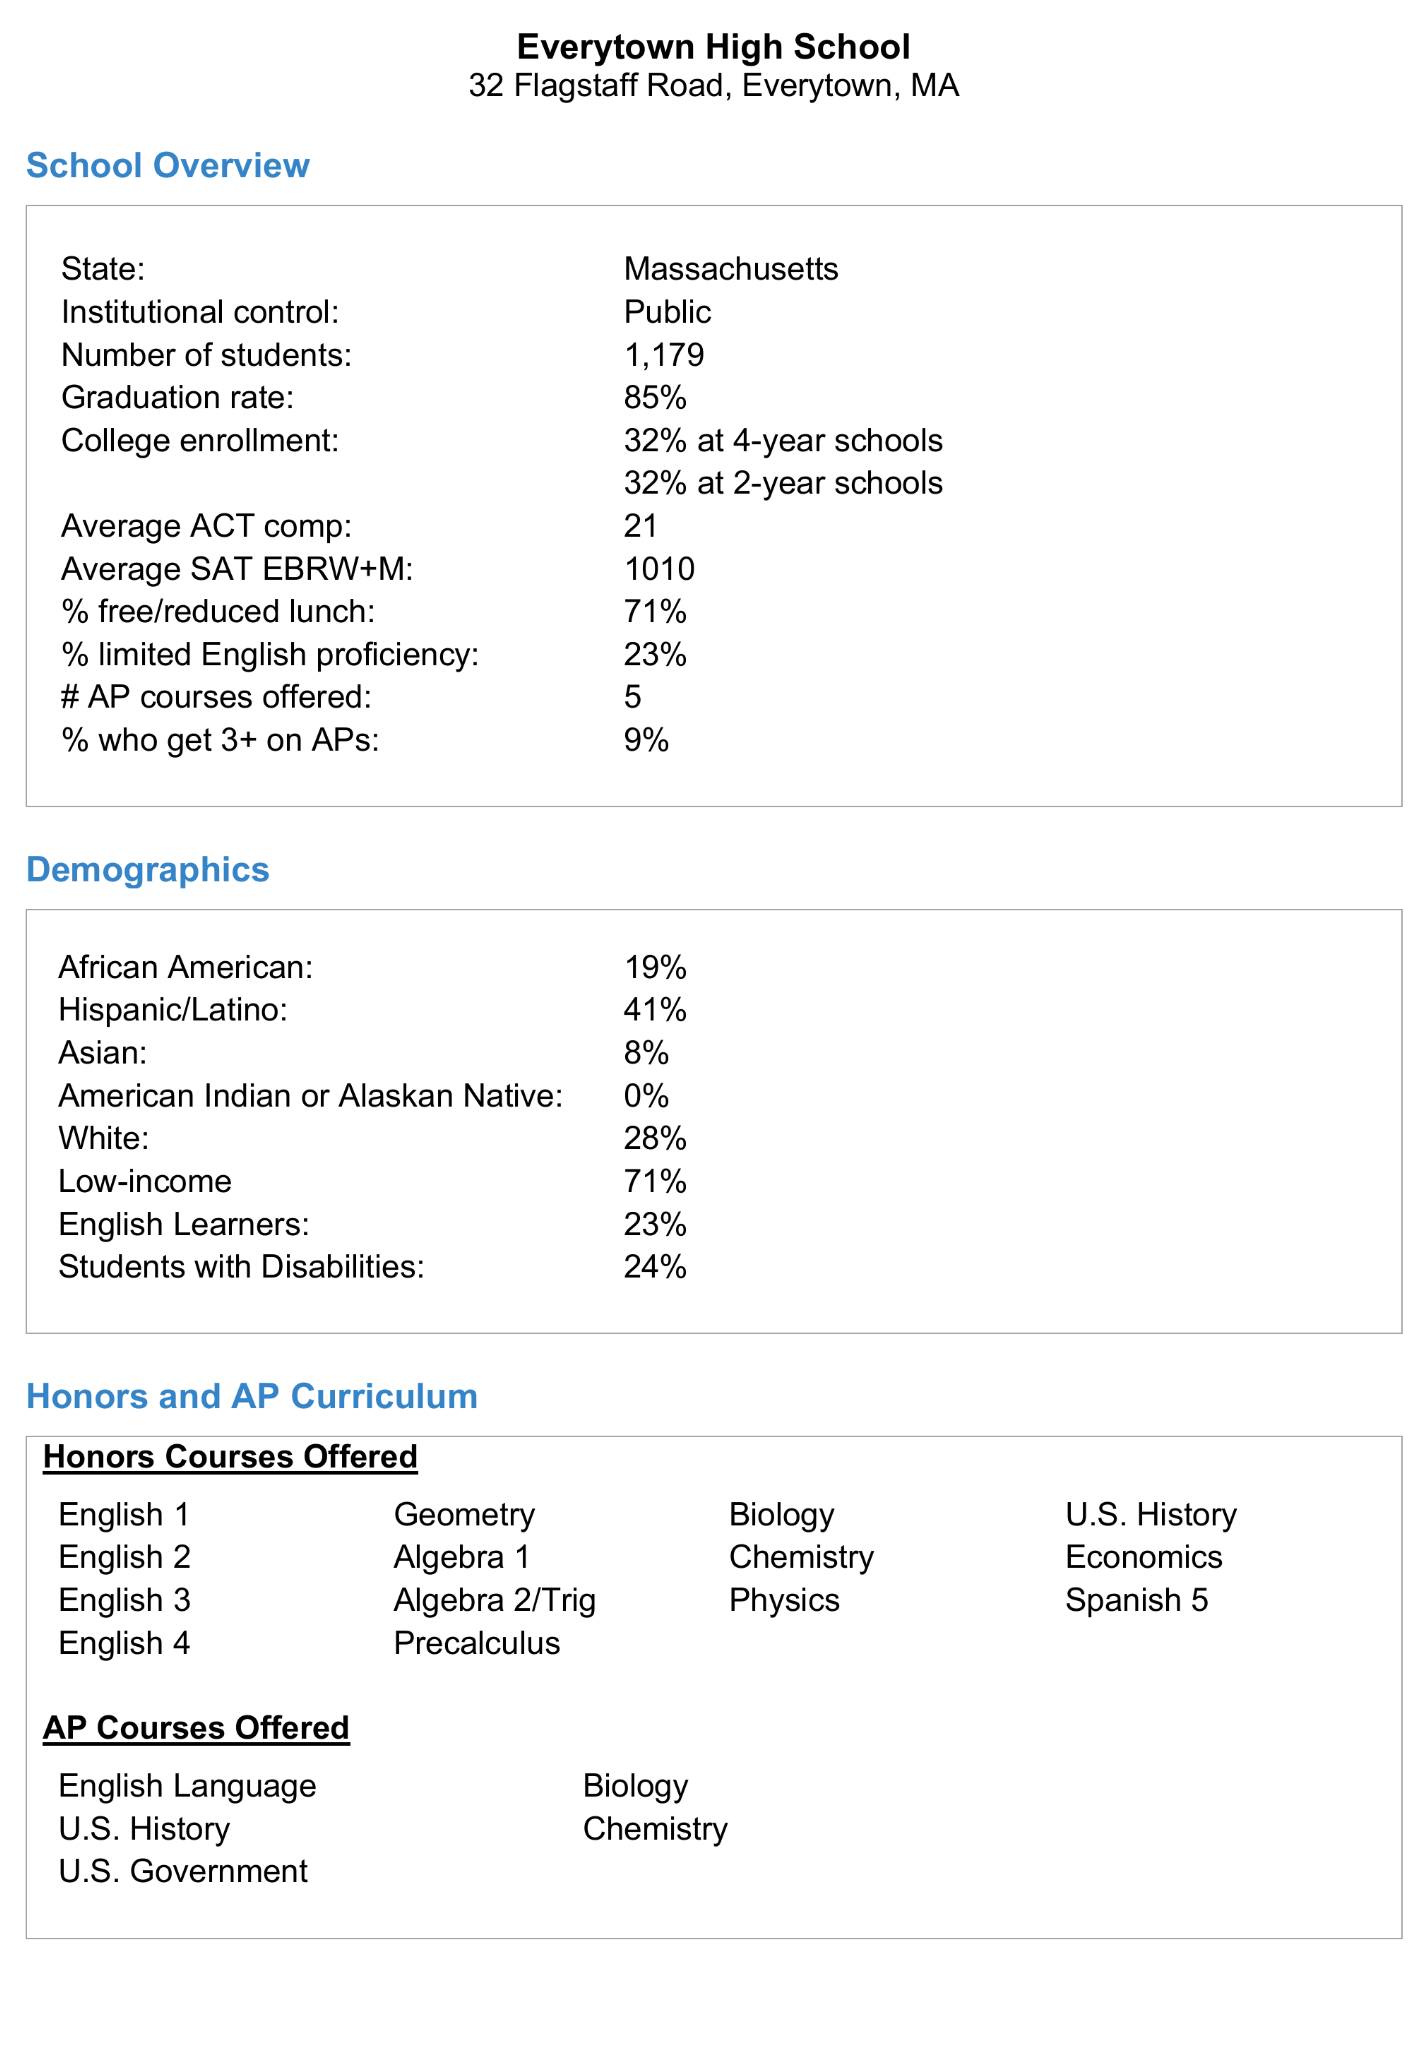 Everytown High School
32 Flagstaff Road, Everytown, MA
School Overview
State: Massachusetts
Institutional control: Public
Number of students: 1,179
Graduation rate: 85%
College enrollment: 32% at 4-year schools
32% at 2-year schools
Average ACT comp: 21
Average SAT EBRW+M: 1010
% free/reduced lunch: 71%
% limited English proficiency: 23%
# AP courses offered: 5
% who get 3+ on APs: 9%
Demographics
African American: 19%
Hispanic/Latino: 41%
Asian: 8%
American Indian or Alaskan Native: 0%
White: 28%
Low-income 71%
English Learners: 23%
Students with Disabilities: 24%
Honors and AP Curriculum
Honors Courses Offered
English 1 Geometry Biology U.S. History
English 2 Algebra 1 Chemistry Economics
English 3 Algebra 2/Trig Physics Spanish 5
English 4 Precalculus
AP Courses Offered
English Language Biology
U.S. History Chemistry
U.S. Government